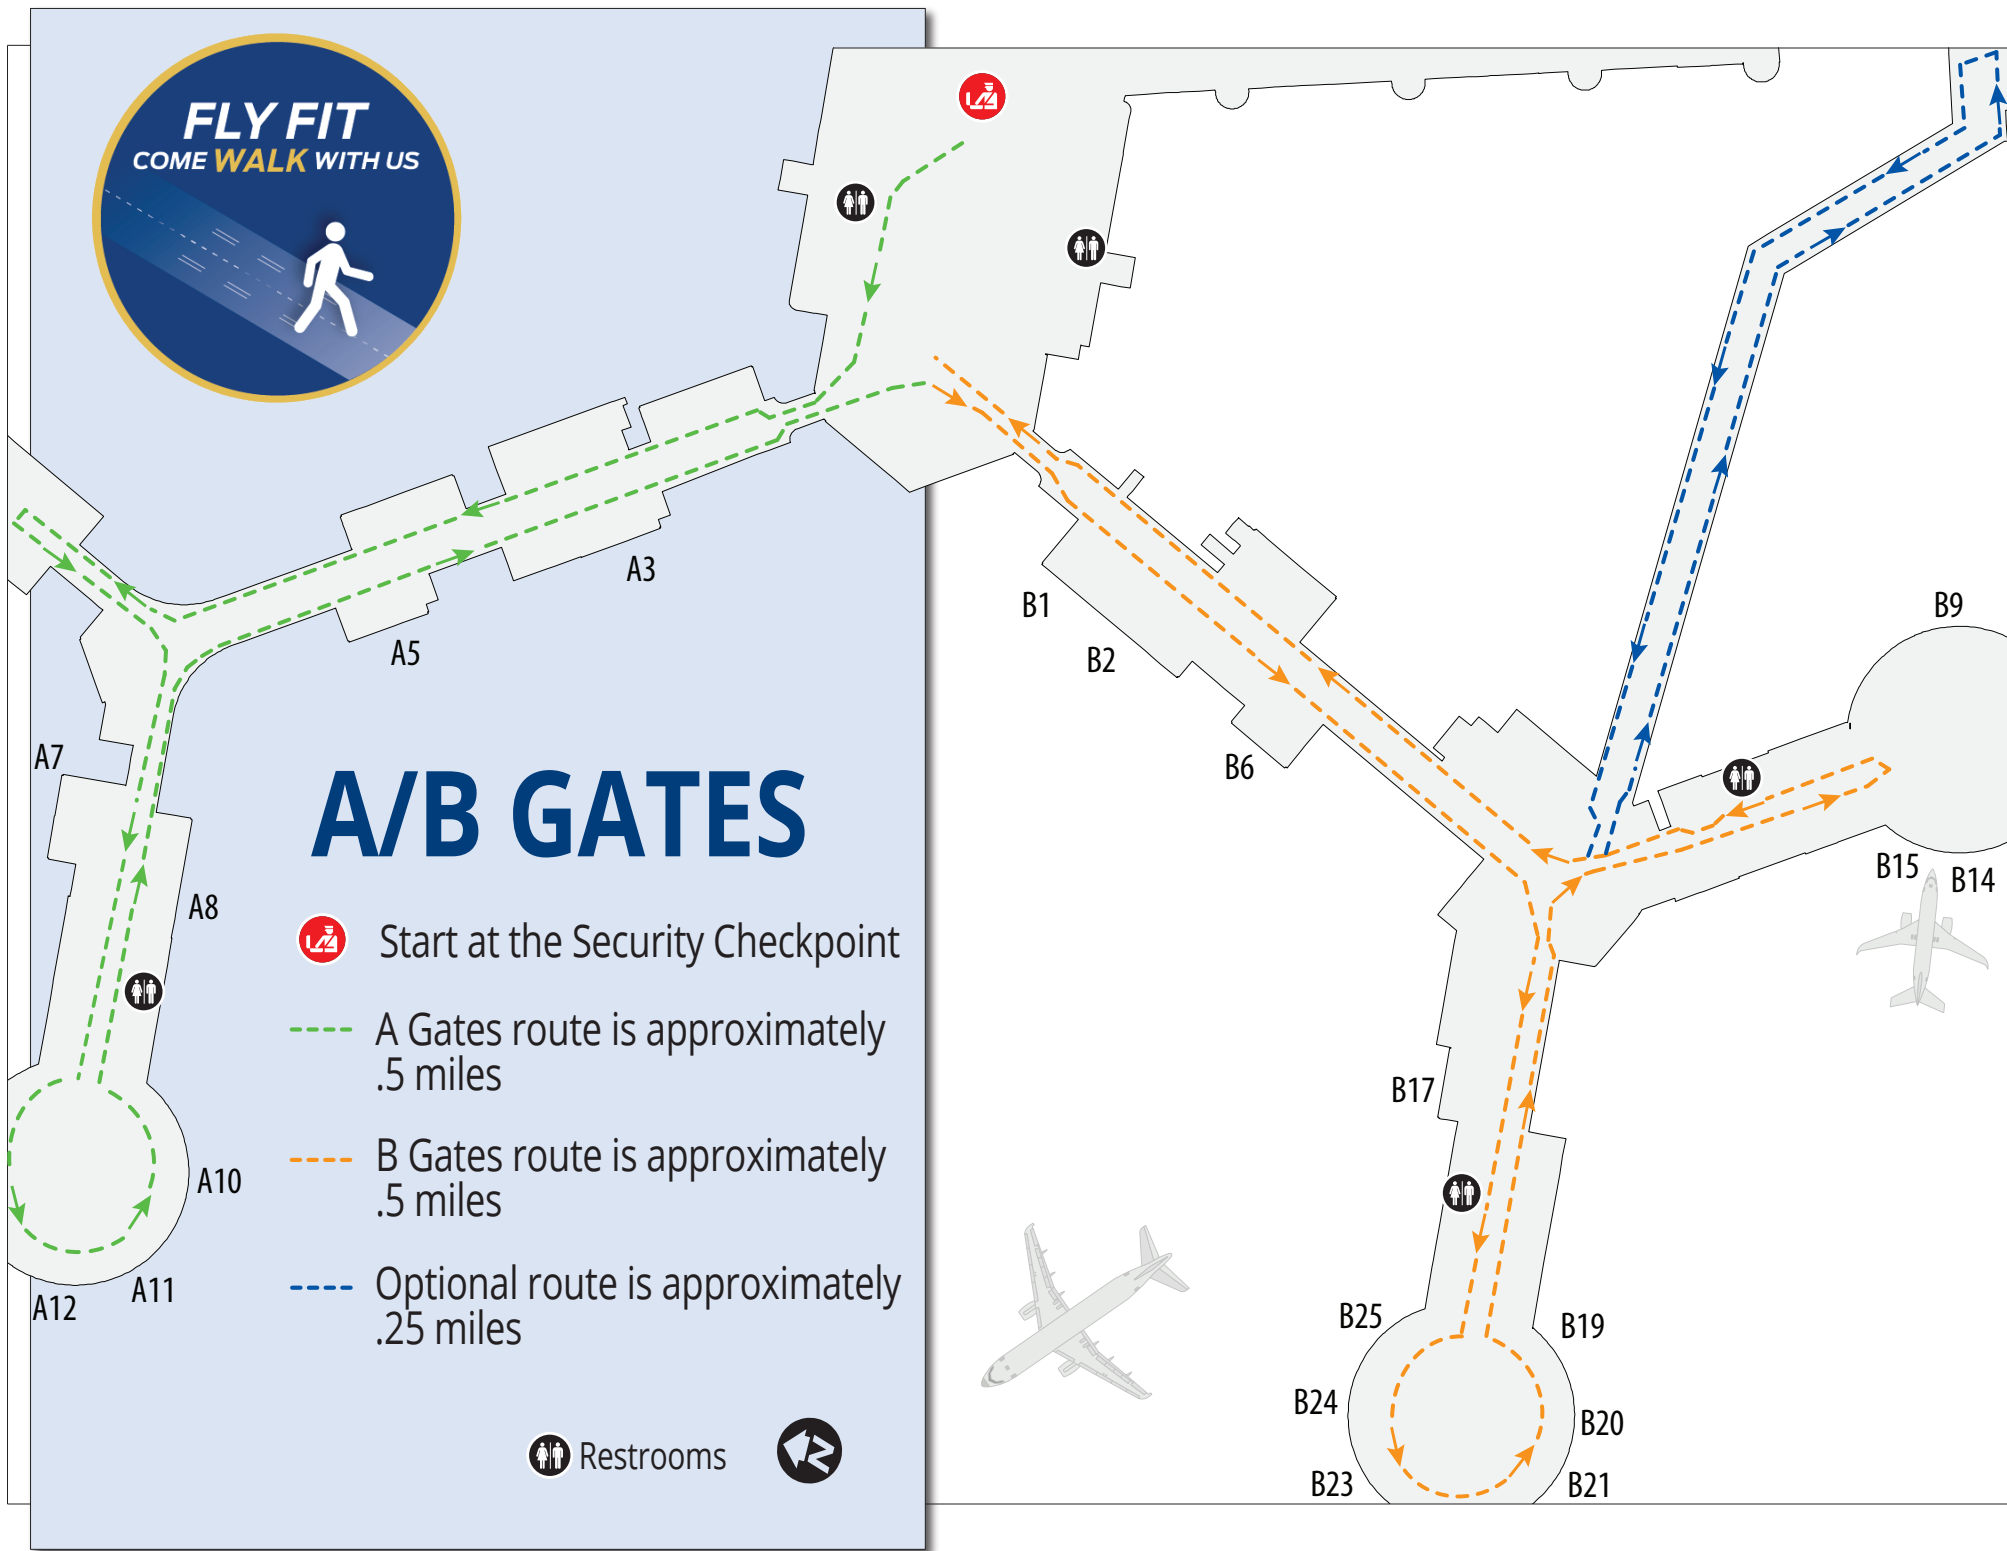 FLY FIT
COME WALK WITH US
A3
A5
A7
A8
A10
A11
A12
A/B GATES
Start at the Security Checkpoint
A Gates route is approximately
.5 miles
B Gates route is approximately
.5 miles
Optional route is approximately
.25 miles
Restrooms
N
B1
B2
B6
B9
B15
B14
B17
B25
B19
B24
B20
B23
B21